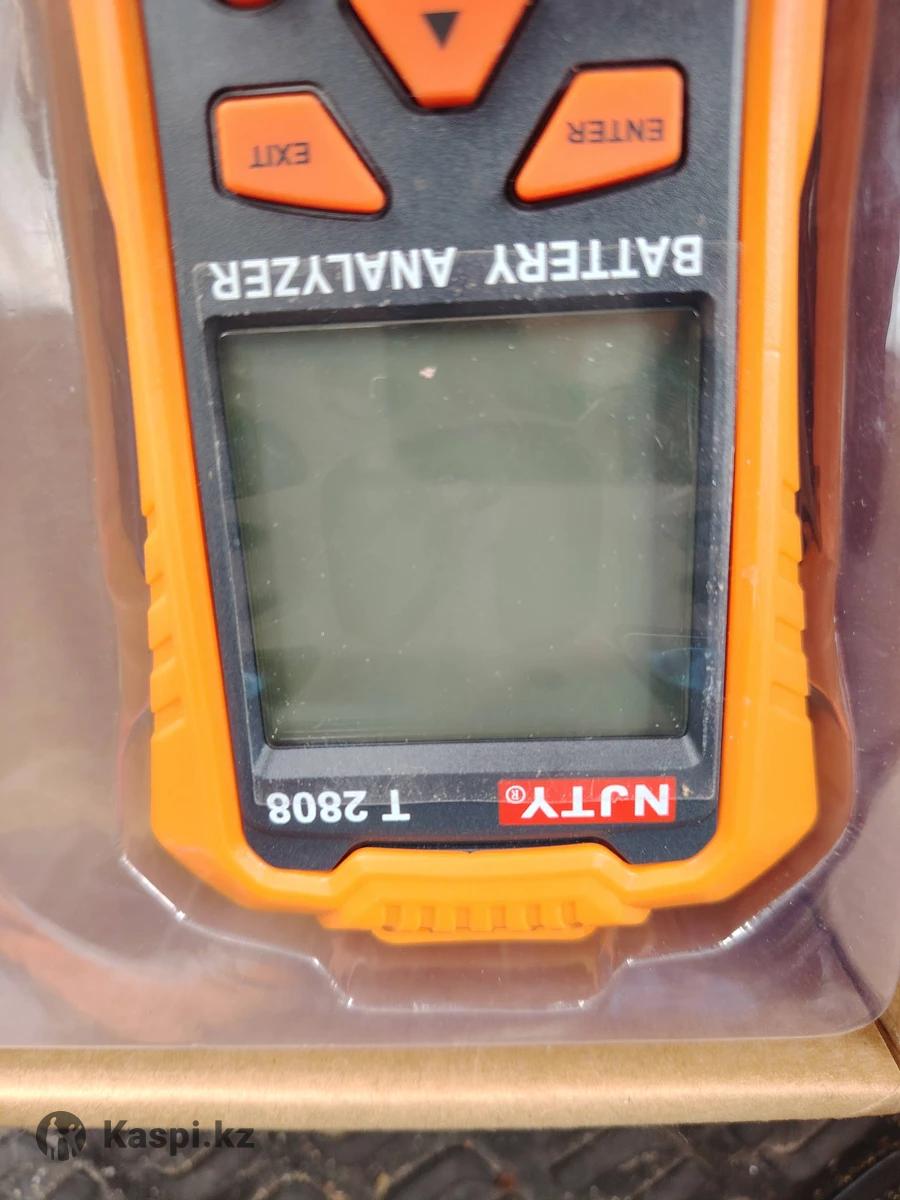 NJTY® T 2808
BATTERY ANALYZER
ENTER EXIT
Kaspi.kz